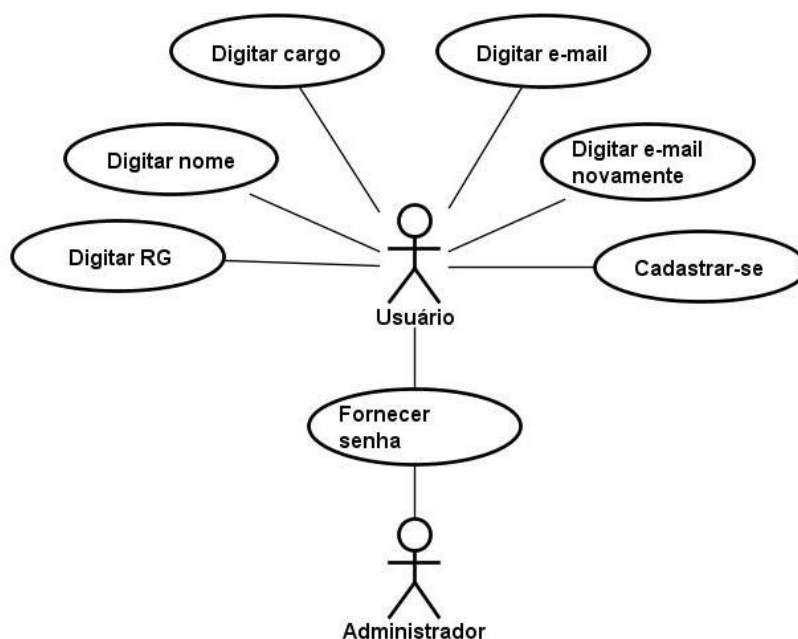 Digitar cargo
Digitar e-mail
Digitar nome
Digitar e-mail
novamente
Digitar RG
Cadastrar-se
Usuário
Fornecer
senha
Administrador